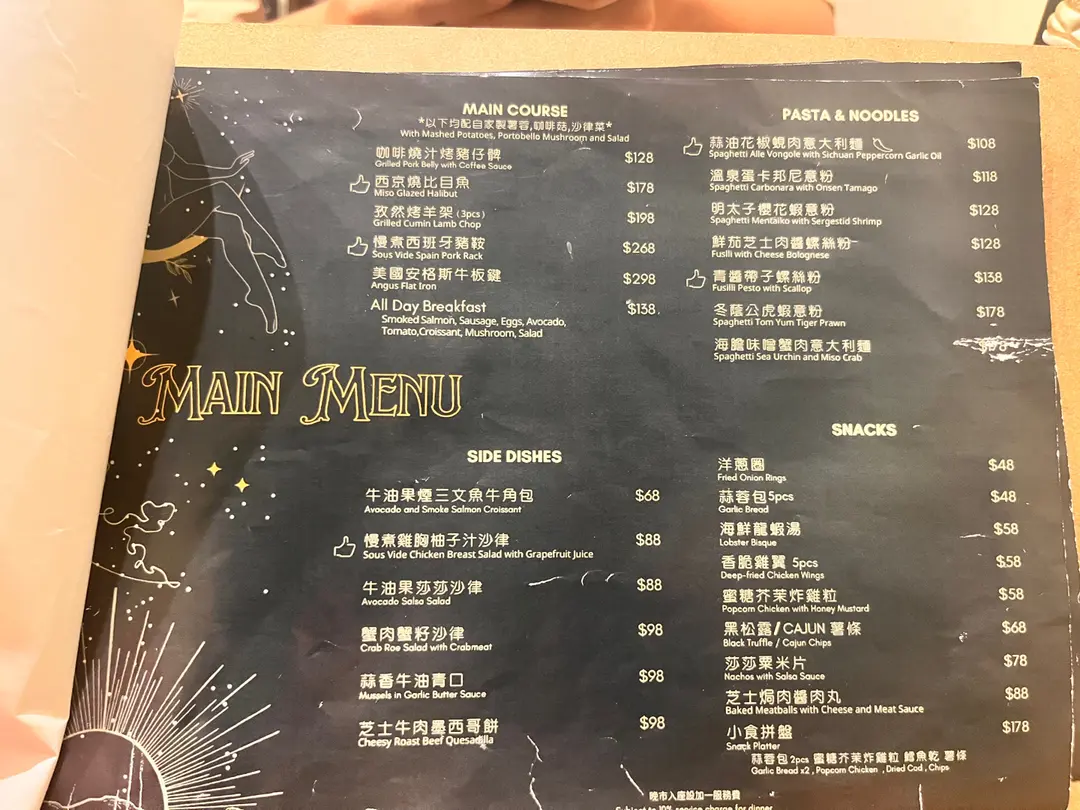 MAIN COURSE
*以下均配自家製薯蓉,咖啡菇,沙律菜*
With Mashed Potatoes, Portobello Mushroom and Salad
咖啡燒汁烤豬仔髀 $128
Grilled Pork Belly with Coffee Sauce
西京燒比目魚 $178
Miso Glazed Halibut
孜然烤羊架(3pcs) $198
Grilled Cumin Lamb Chop
慢煮西班牙豬鞍 $268
Sous Vide Spain Pork Rack
美國安格斯牛板鍵 $298
Angus Flat Iron
All Day Breakfast $138
Smoked Salmon, Sausage, Eggs, Avocado,
Tomato,Croissant, Mushroom, Salad
PASTA & NOODLES
蒜油花椒蜆肉意大利麵 $108
Spaghetti Alle Vongole with Sichuan Peppercorn Garlic Oil
溫泉蛋卡邦尼意粉 $118
Spaghetti Carbonara with Onsen Tamago
明太子櫻花蝦意粉 $128
Spaghetti Mentaiko with Sergestid Shrimp
鮮茄芝士肉醬螺絲粉 $128
Fusili with Cheese Bolognese
青醬帶子螺絲粉 $138
Fusilli Pesto with Scallop
冬蔭公虎蝦意粉 $178
Spaghetti Tom Yum Tiger Prawn
海膽味噌蟹肉意大利麵
Spaghetti Sea Urchin and Miso Crab
MAIN MENU
SIDE DISHES
牛油果煙三文魚牛角包 $68
Avocado and Smoke Salmon Croissant
慢煮雞胸柚子汁沙律 $88
Sous Vide Chicken Breast Salad with Grapefruit Juice
牛油果莎莎沙律 $88
Avocado Salsa Salad
蟹肉蟹籽沙律 $98
Crab Roe Salad with Crabmeat
蒜香牛油青口 $98
Mussels in Garlic Butter Sauce
芝士牛肉墨西哥餅 $98
Cheesy Roast Beef Quesadilla
SNACKS
洋蔥圈 $48
Fried Onion Rings
蒜蓉包5pcs $48
Garlic Bread
海鮮龍蝦湯 $58
Lobster Bisque
香脆雞翼 5pcs $58
Deep-fried Chicken Wings
蜜糖芥茉炸雞粒 $58
Popcorn Chicken with Honey Mustard
黑松露/CAJUN 薯條 $68
Black Truffle / Cajun Chips
莎莎粟米片 $78
Nachos with Salsa Sauce
芝士焗肉醬肉丸 $88
Baked Meatballs with Cheese and Meat Sauce
小食拼盤 $178
Snack Platter
蒜蓉包2pcs 蜜糖芥茉炸雞粒 鱈魚乾 薯條
Garlic Bread x2 , Popcorn Chicken , Dried Cod , Chips
晚市入座設加一服務費
Subject to 10% service charge for dinner